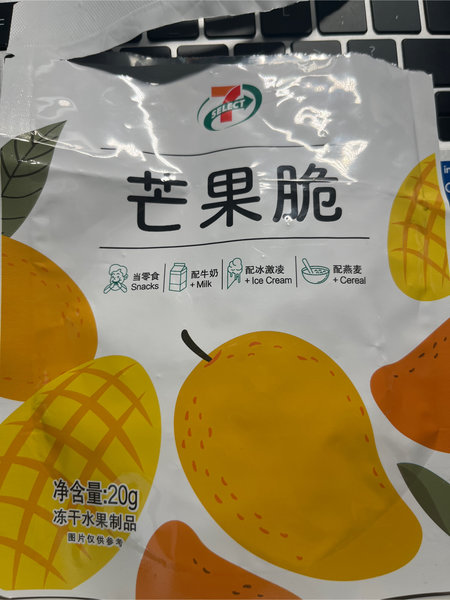 7
SELECT
芒果脆
当零食
Snacks
配牛奶
+ Milk
配冰激凌
+ Ice Cream
配燕麦
+ Cereal
净含量:20g
冻干水果制品
图片仅供参考